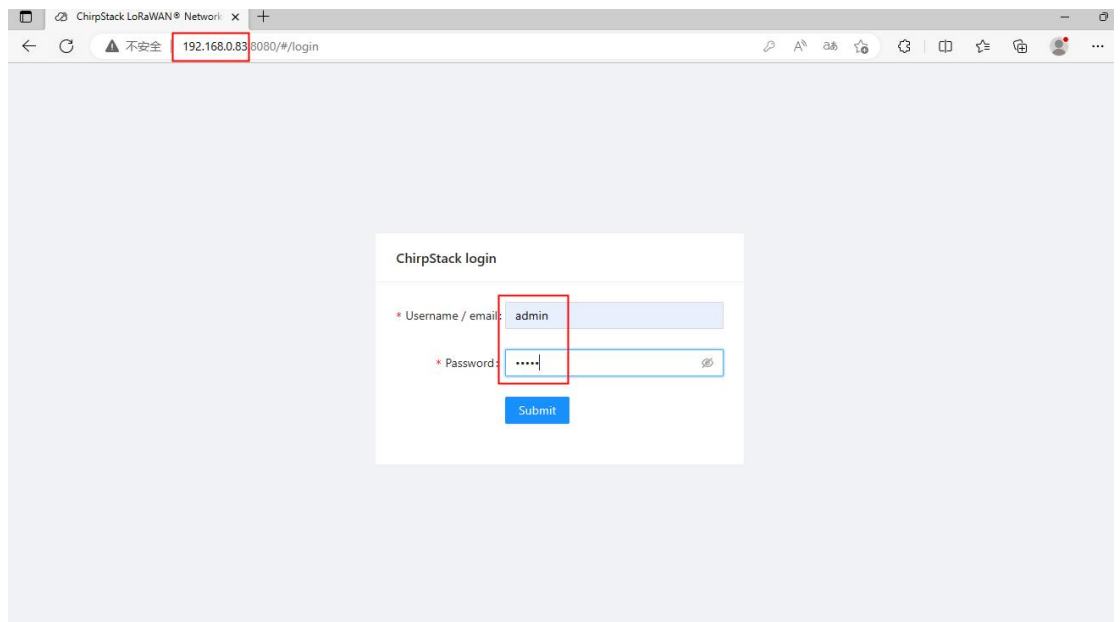 ChirpStack LoRaWAN® Network
不安全 192.168.0.83:8080/#/login
ChirpStack login
* Username / email: admin
* Password: •••••
Submit